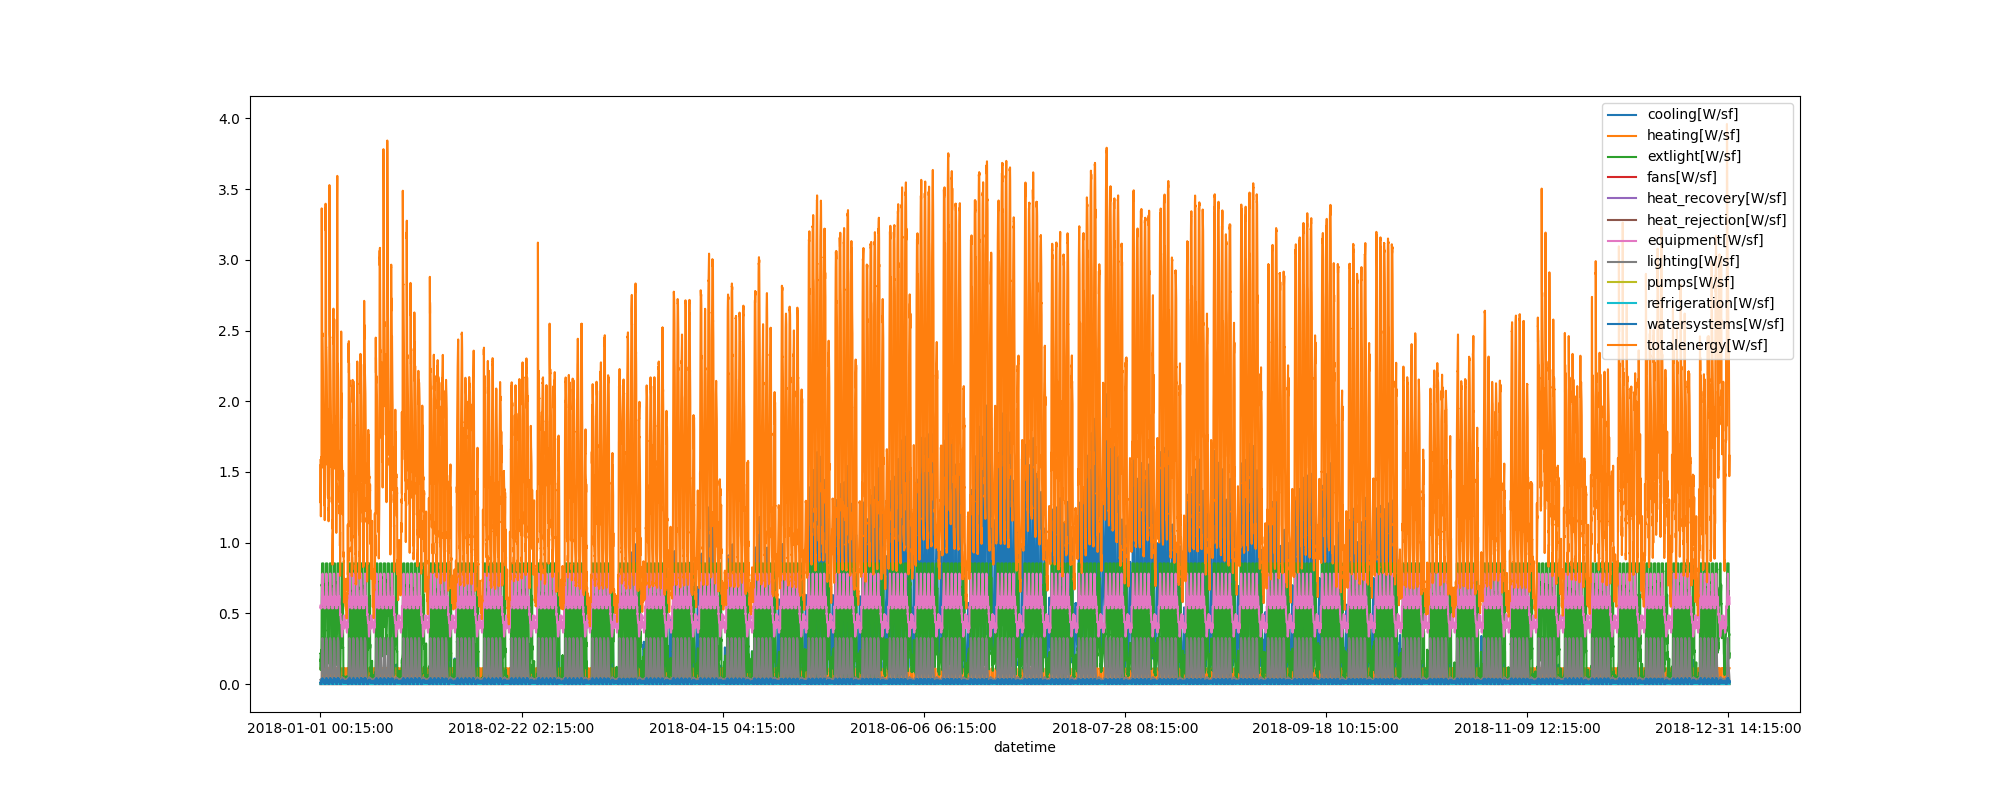 4.0
3.5
3.0
2.5
2.0
1.5
1.0
0.5
0.0
cooling[W/sf]
heating[W/sf]
extlight[W/sf]
fans[W/sf]
heat_recovery[W/sf]
heat_rejection[W/sf]
equipment[W/sf]
lighting[W/sf]
pumps[W/sf]
refrigeration[W/sf]
watersystems[W/sf]
totalenergy[W/sf]
2018-01-01 00:15:00 2018-02-22 02:15:00 2018-04-15 04:15:00 2018-06-06 06:15:00 2018-07-28 08:15:00 2018-09-18 10:15:00 2018-11-09 12:15:00 2018-12-31 14:15:00
datetime